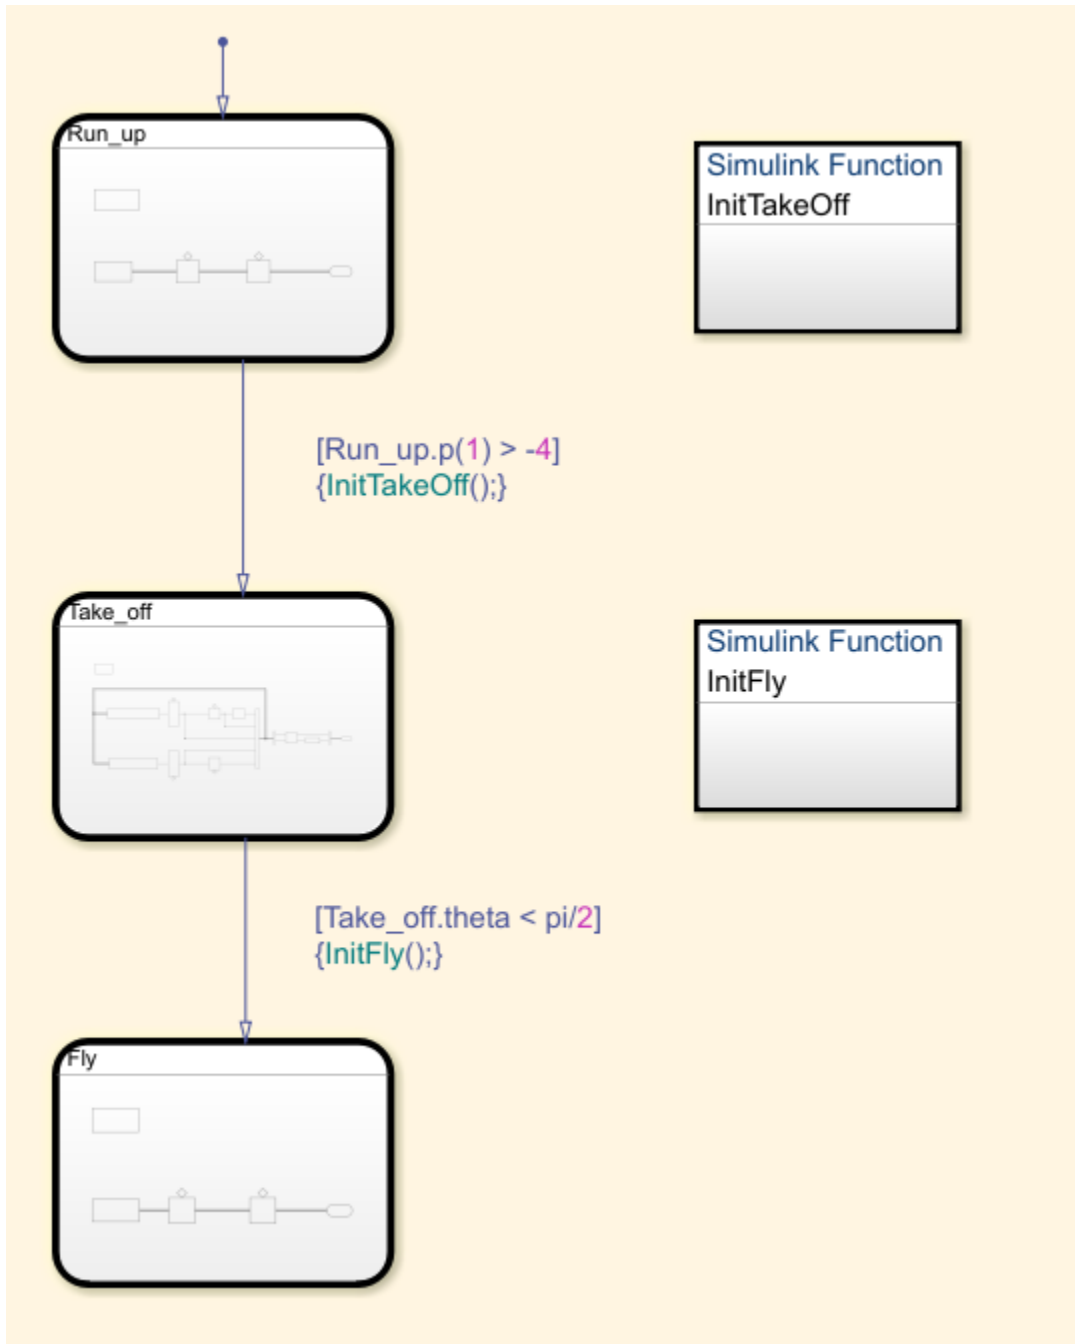 Run_up
Simulink Function
InitTakeOff
[Run_up.p(1) > -4]
{InitTakeOff();}
Take_off
Simulink Function
InitFly
[Take_off.theta < pi/2]
{InitFly();}
Fly